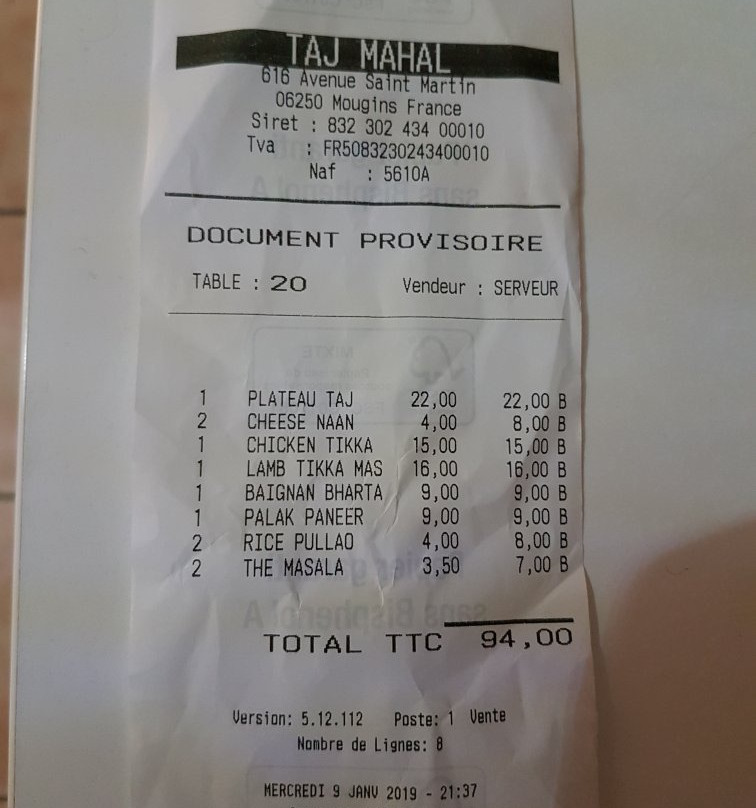 TAJ MAHAL
616 Avenue Saint Martin
06250 Mougins France
Siret : 832 302 434 00010
Tva : FR5083230243400010
Naf : 5610A
DOCUMENT PROVISOIRE
TABLE : 20 Vendeur : SERVEUR
1 PLATEAU TAJ 22,00 22,00 B
2 CHEESE NAAN 4,00 8,00 B
1 CHICKEN TIKKA 15,00 15,00 B
1 LAMB TIKKA MAS 16,00 16,00 B
1 BAIGNAN BHARTA 9,00 9,00 B
1 PALAK PANEER 9,00 9,00 B
2 RICE PULLAO 4,00 8,00 B
2 THE MASALA 3,50 7,00 B
TOTAL TTC 94,00
Version: 5.12.112 Poste: 1 Vente
Nombre de Lignes: 8
MERCREDI 9 JANV 2019 - 21:37